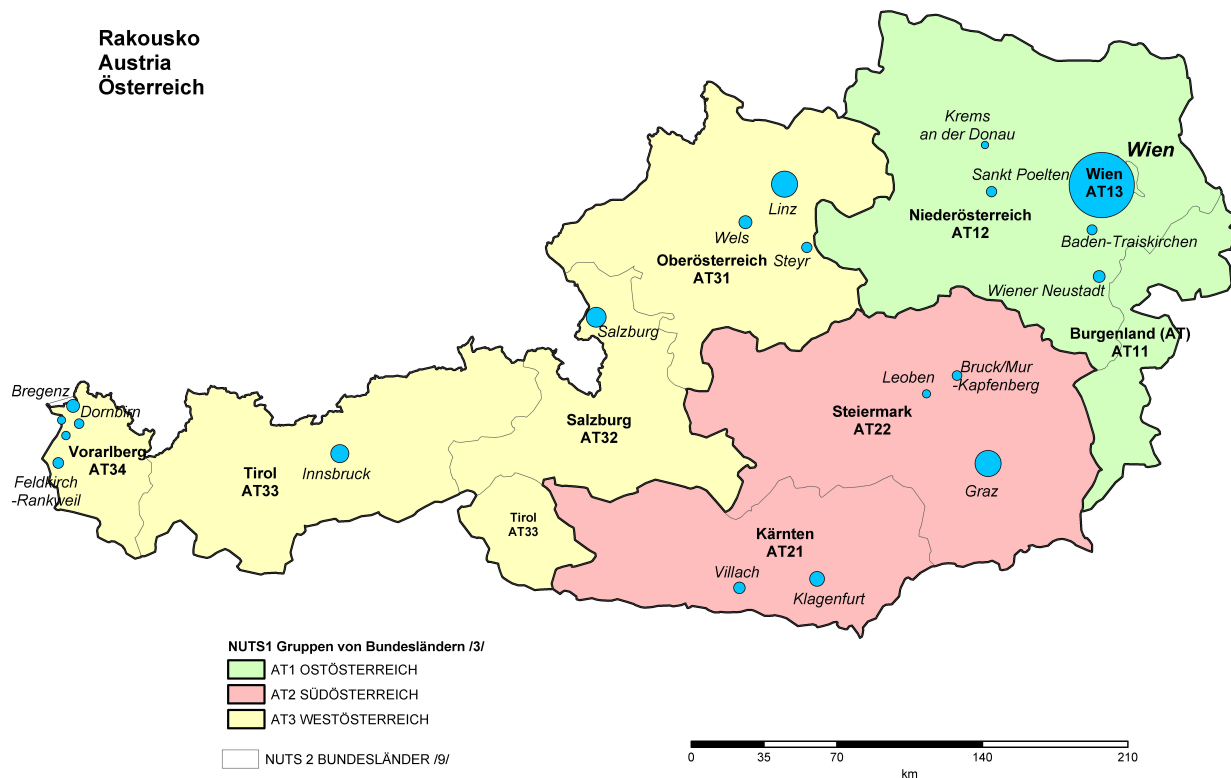 Rakousko
Austria
Österreich
Krems
an der Donau
Wien
Sankt Poelten
Wien
AT13
Niederösterreich
AT12
Baden-Traiskirchen
Wiener Neustadt
Burgenland (AT)
AT11
Linz
Wels
Steyr
Oberösterreich
AT31
Salzburg
Bruck/Mur
-Kapfenberg
Leoben
Steiermark
AT22
Graz
Salzburg
AT32
Bregenz
Dornbirn
Vorarlberg
AT34
Feldkirch
-Rankweil
Tirol
AT33
Innsbruck
Tirol
AT33
Kärnten
AT21
Villach
Klagenfurt
NUTS1 Gruppen von Bundesländern /3/
AT1 OSTÖSTERREICH
AT2 SÜDÖSTERREICH
AT3 WESTÖSTERREICH
NUTS 2 BUNDESLÄNDER /9/
0 35 70 140 210
km